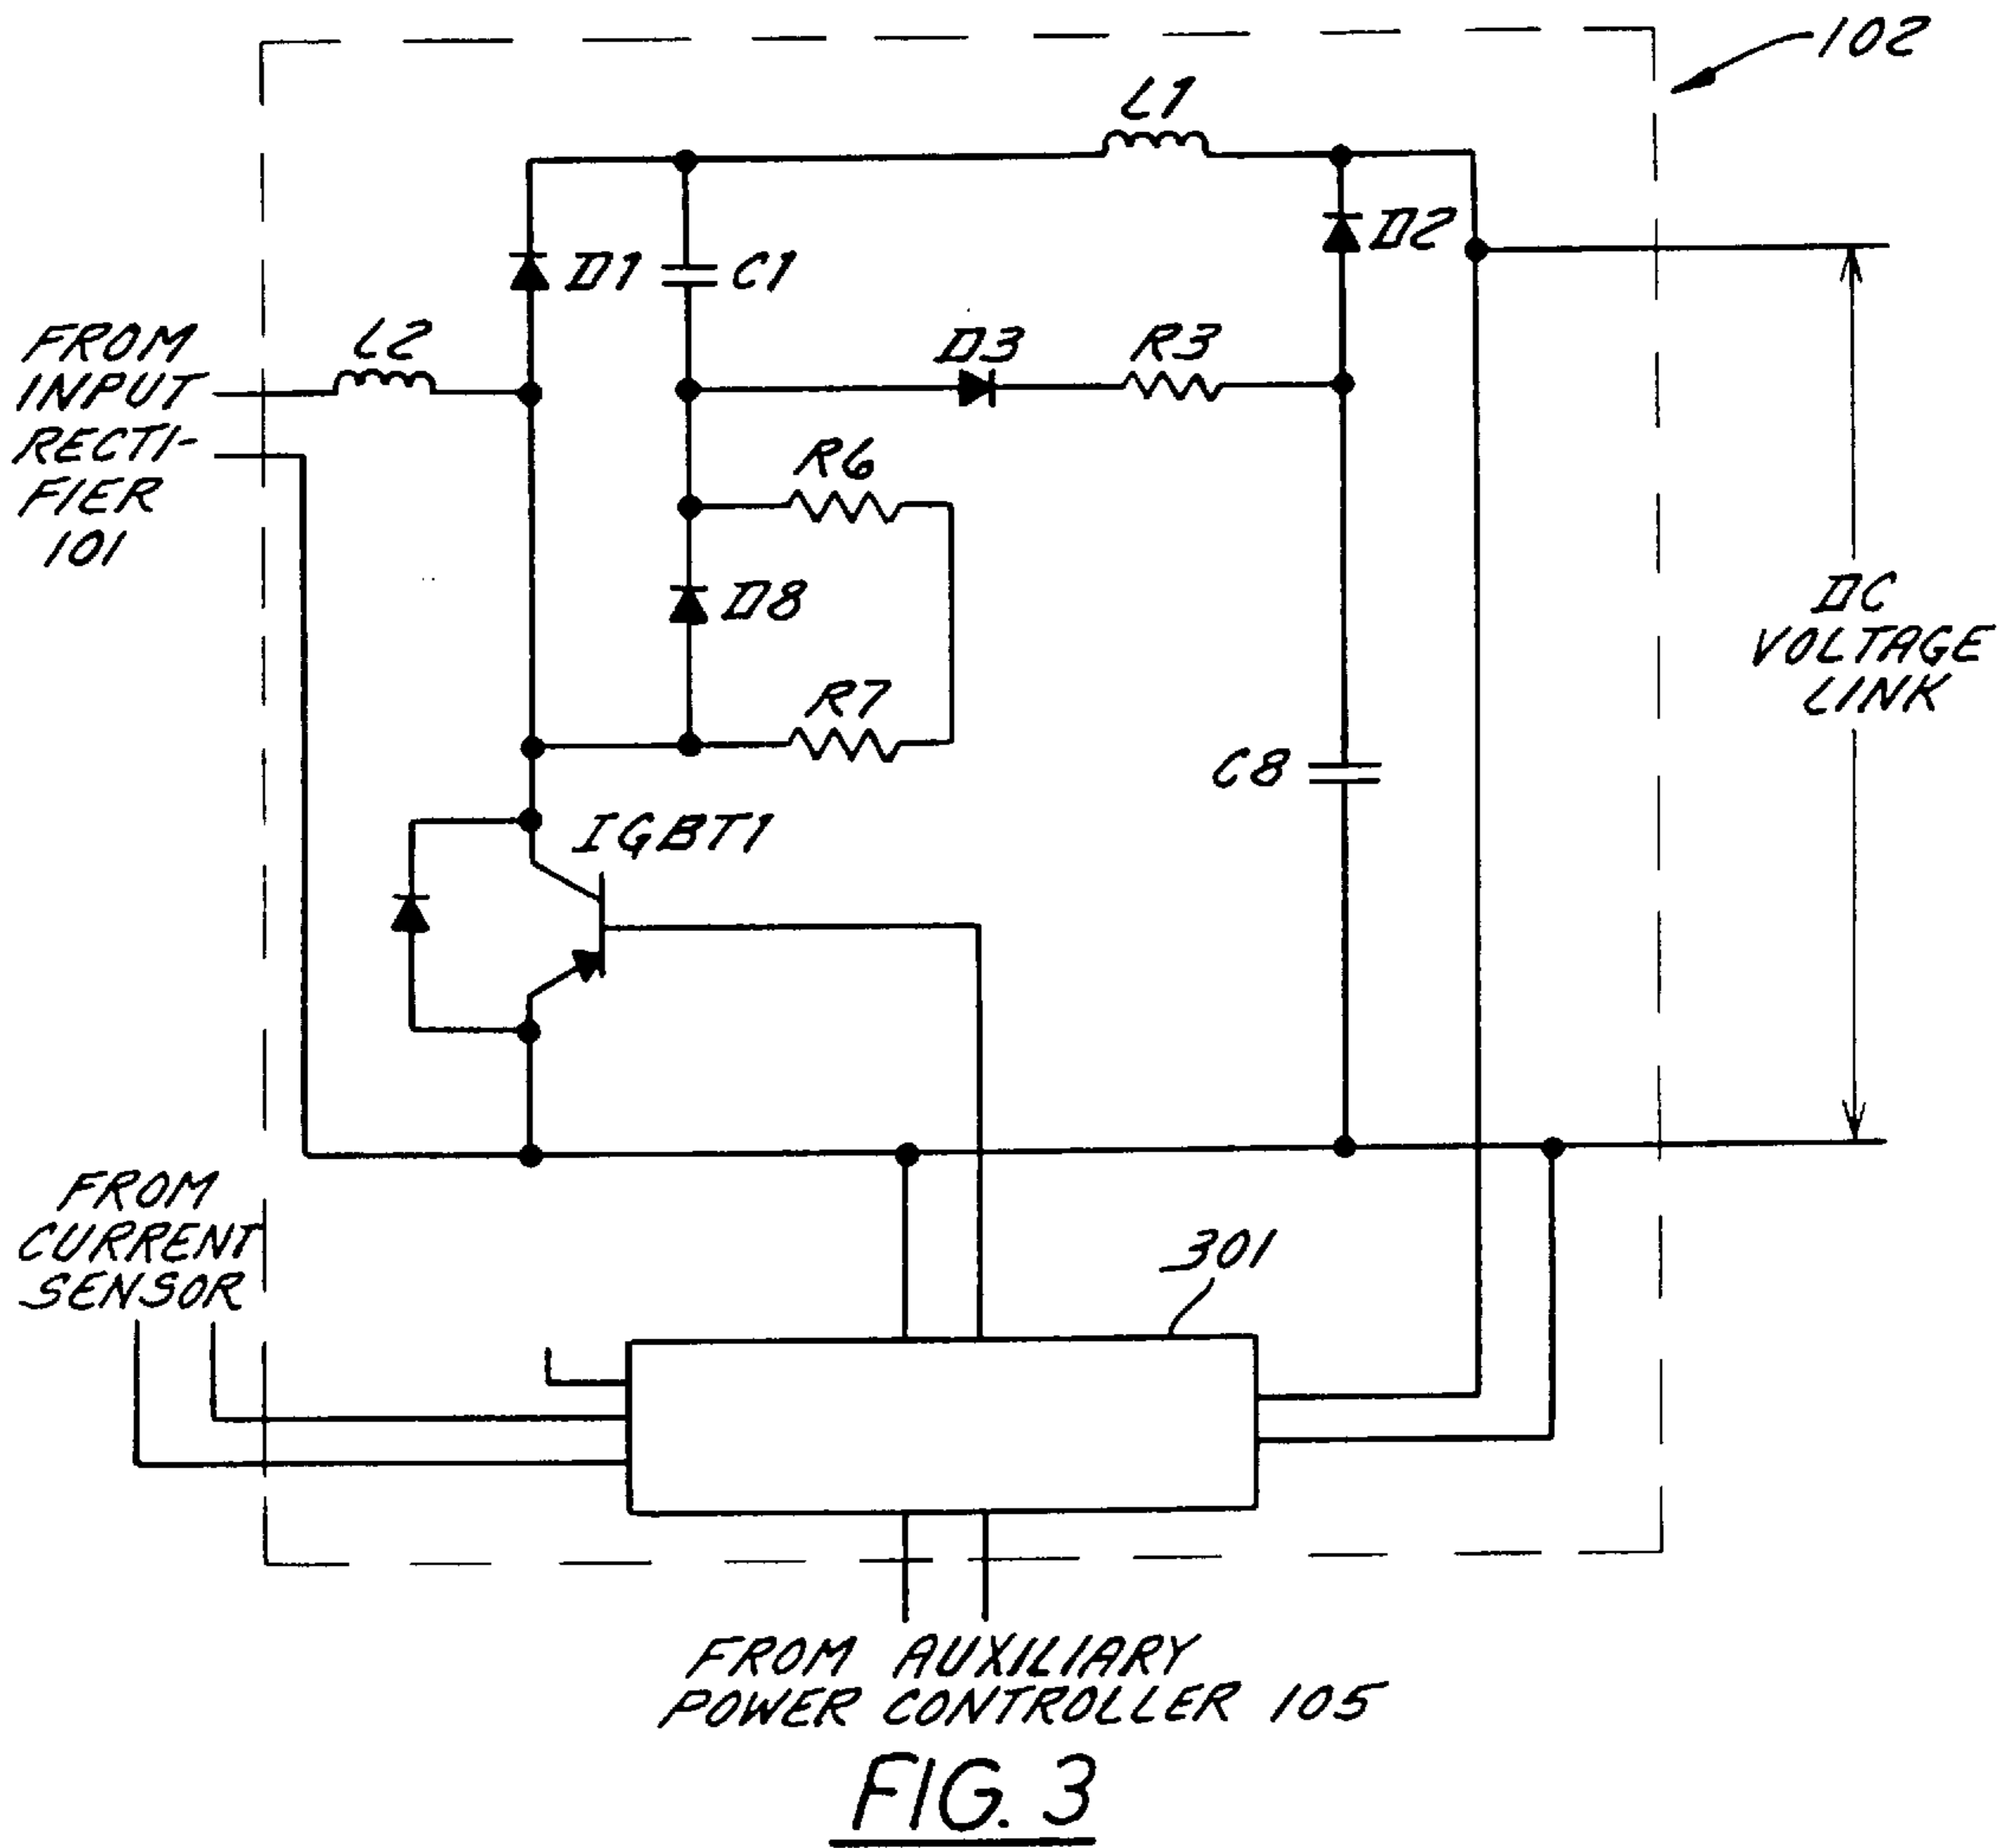 102
L1
D2
D1
C1
L2
D3
R3
FROM
INPUT
RECTI-
FIER
101
R6
D8
DC
VOLTAGE
LINK
R7
C8
IGBT1
FROM
CURRENT
SENSOR
301
FROM AUXILIARY
POWER CONTROLLER 105
FIG. 3